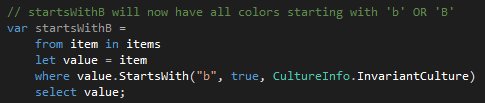 // startsWithB will now have all colors starting with 'b' OR 'B'
var startsWithB =
    from item in items
    let value = item
    where value.StartsWith("b", true, CultureInfo.InvariantCulture)
    select value;